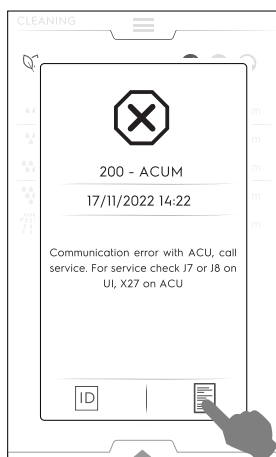 CLEANING
200 - ACUM
17/11/2022 14:22
Communication error with ACU, call
service. For service check J7 or J8 on
UI, X27 on ACU
ID